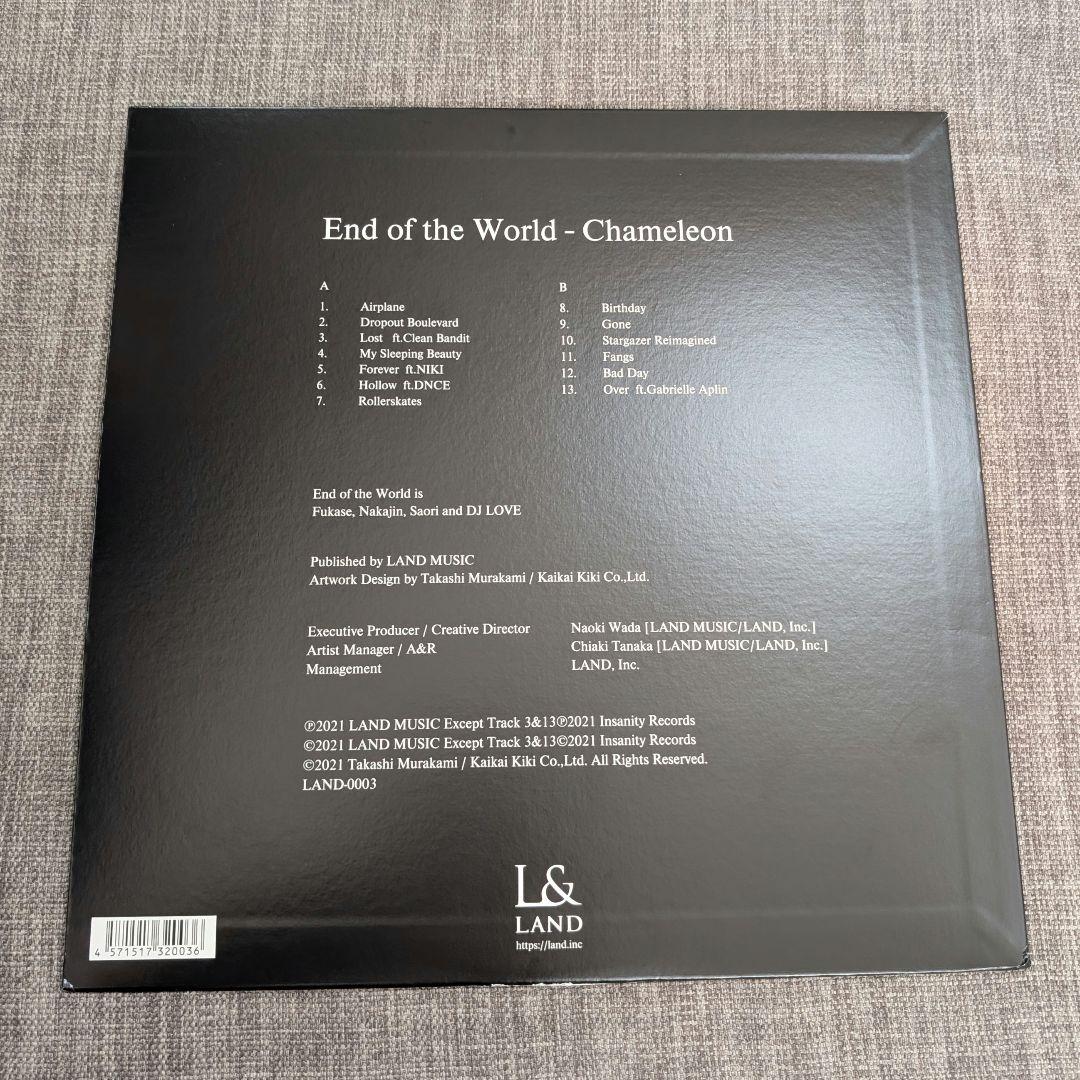 End of the World - Chameleon
A
1. Airplane
2. Dropout Boulevard
3. Lost ft.Clean Bandit
4. My Sleeping Beauty
5. Forever ft.NIKI
6. Hollow ft.DNCE
7. Rollerskates
B
8. Birthday
9. Gone
10. Stargazer Reimagined
11. Fangs
12. Bad Day
13. Over ft.Gabrielle Aplin
End of the World is
Fukase, Nakajin, Saori and DJ LOVE
Published by LAND MUSIC
Artwork Design by Takashi Murakami / Kaikai Kiki Co.,Ltd.
Executive Producer / Creative Director Naoki Wada [LAND MUSIC/LAND, Inc.]
Artist Manager / A&R Chiaki Tanaka [LAND MUSIC/LAND, Inc.]
Management LAND, Inc.
℗2021 LAND MUSIC Except Track 3&13℗2021 Insanity Records
©2021 LAND MUSIC Except Track 3&13©2021 Insanity Records
©2021 Takashi Murakami / Kaikai Kiki Co.,Ltd. All Rights Reserved.
LAND-0003
L&
LAND
https://land.inc
4 571517 320036